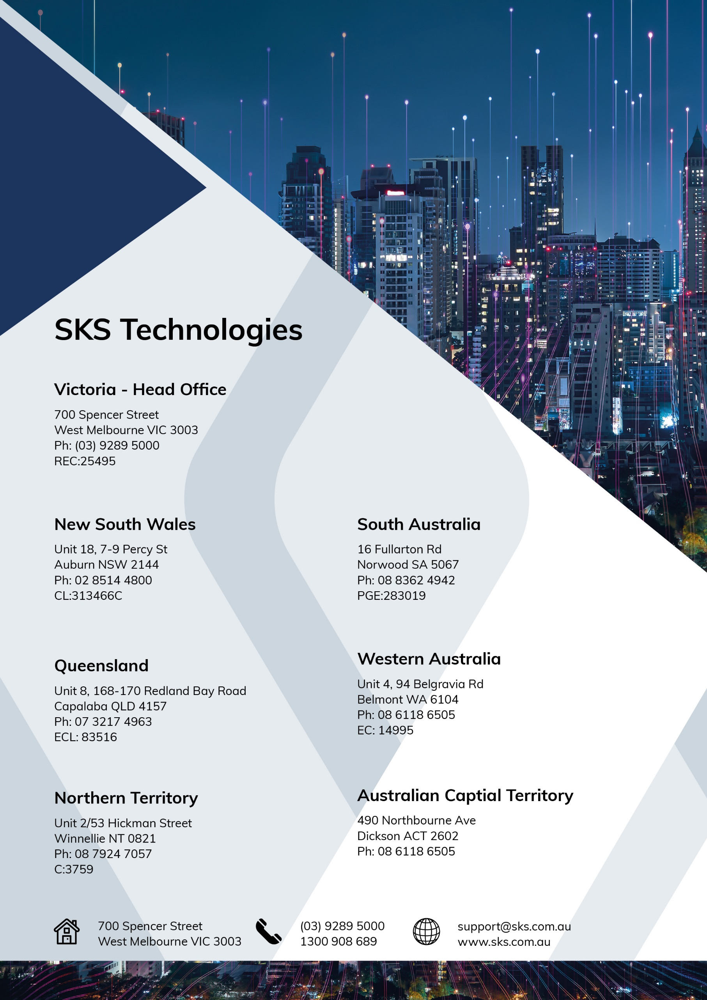 SKS Technologies
Victoria - Head Office
700 Spencer Street
West Melbourne VIC 3003
Ph: (03) 9289 5000
REC:25495
New South Wales
Unit 18, 7-9 Percy St
Auburn NSW 2144
Ph: 02 8514 4800
CL:313466C
Queensland
Unit 8, 168-170 Redland Bay Road
Capalaba QLD 4157
Ph: 07 3217 4963
ECL: 83516
Northern Territory
Unit 2/53 Hickman Street
Winnellie NT 0821
Ph: 08 7924 7057
C:3759
South Australia
16 Fullarton Rd
Norwood SA 5067
Ph: 08 8362 4942
PGE:283019
Western Australia
Unit 4, 94 Belgravia Rd
Belmont WA 6104
Ph: 08 6118 6505
EC: 14995
Australian Captial Territory
490 Northbourne Ave
Dickson ACT 2602
Ph: 08 6118 6505
700 Spencer Street
West Melbourne VIC 3003
(03) 9289 5000
1300 908 689
support@sks.com.au
www.sks.com.au